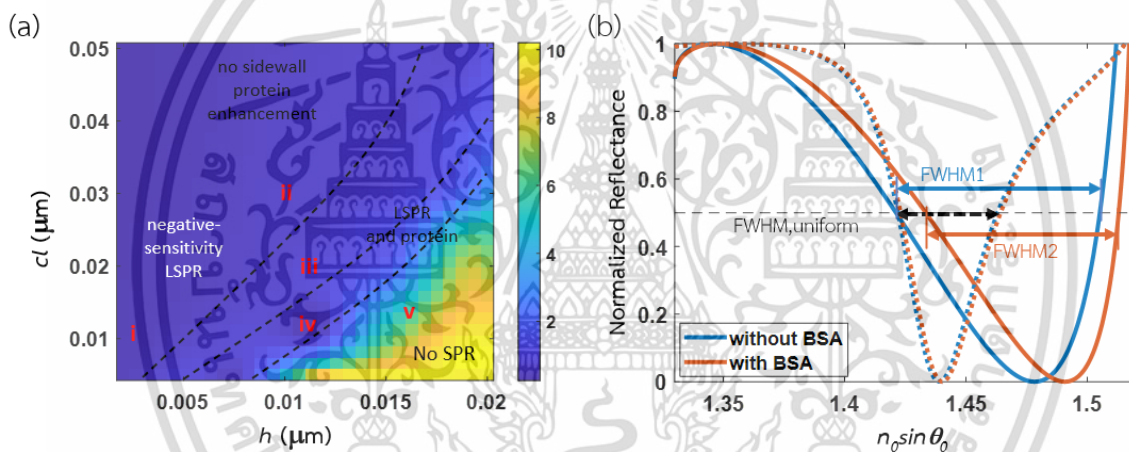 (a)
0.05
0.04
0.03
0.02
0.01
cl (μm)
0.005
0.01
0.015
0.02
h (μm)
no sidewall
protein
enhancement
negative-
sensitivity
LSPR
LSPR
and protein
No SPR
i
ii
iii
iv
v
10
8
6
4
2
(b)
Normalized Reflectance
1
0.8
0.6
0.4
0.2
0
1.35
1.4
1.45
1.5
n₀sin θ₀
FWHM1
FWHM,uniform
FWHM2
without BSA
with BSA